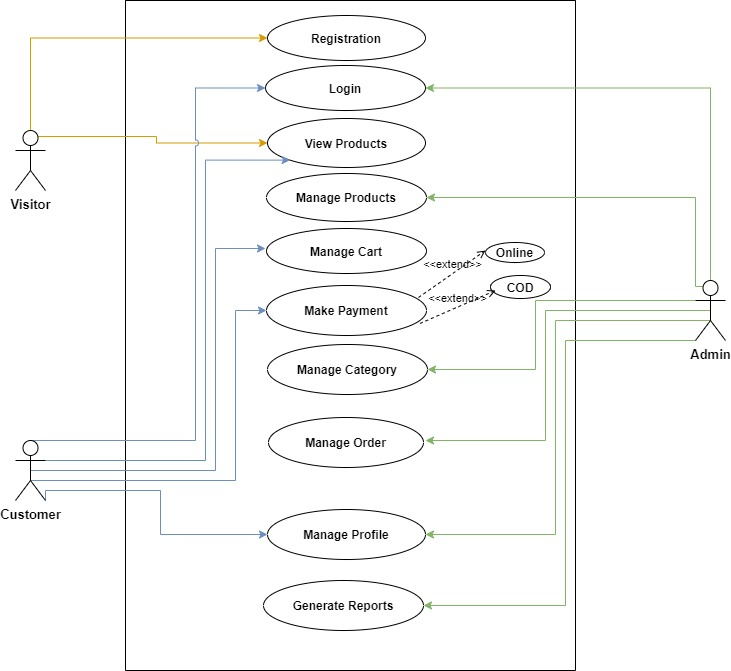 Registration
Login
View Products
Visitor
Manage Products
Manage Cart
Online
<<extend>>
COD
<<extend>>
Make Payment
Admin
Manage Category
Manage Order
Customer
Manage Profile
Generate Reports